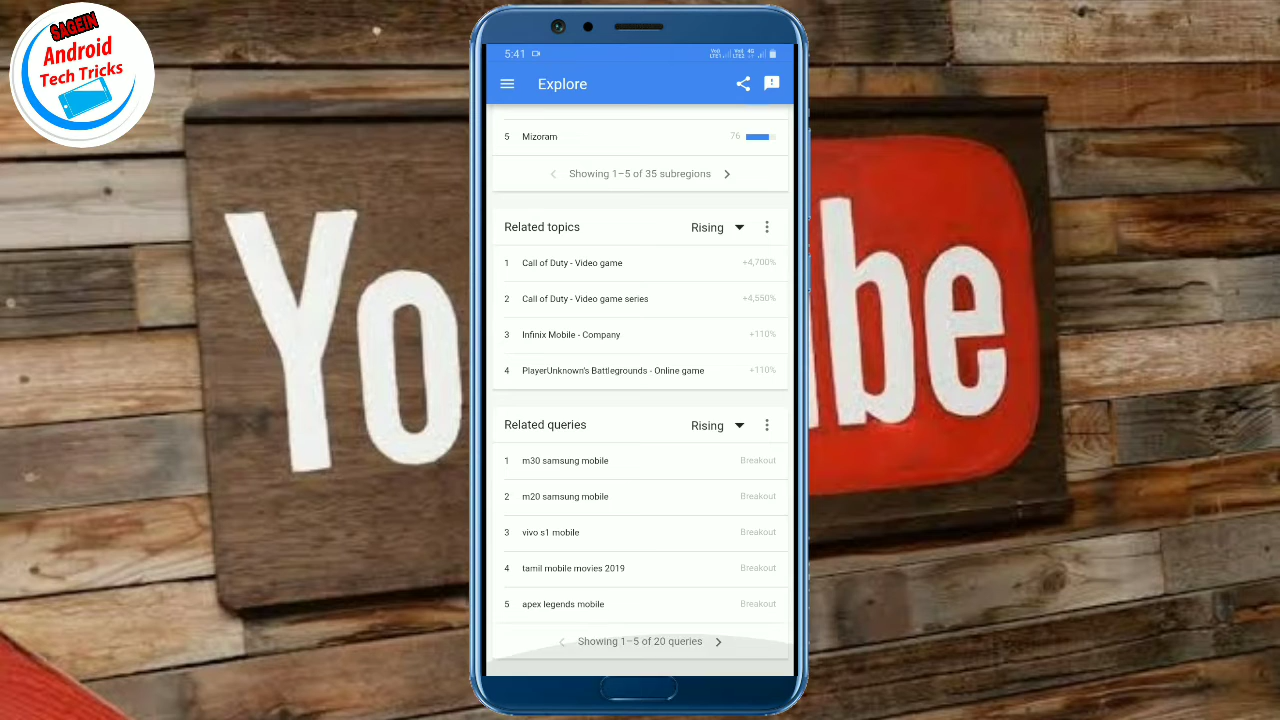 SAGEIN
Android
Tech Tricks
Yo
be
5:41
Explore
5 Mizoram 76
Showing 1–5 of 35 subregions
Related topics Rising
1 Call of Duty - Video game +4,700%
2 Call of Duty - Video game series +4,550%
3 Infinix Mobile - Company +110%
4 PlayerUnknown's Battlegrounds - Online game +110%
Related queries Rising
1 m30 samsung mobile Breakout
2 m20 samsung mobile Breakout
3 vivo s1 mobile Breakout
4 tamil mobile movies 2019 Breakout
5 apex legends mobile Breakout
Showing 1–5 of 20 queries